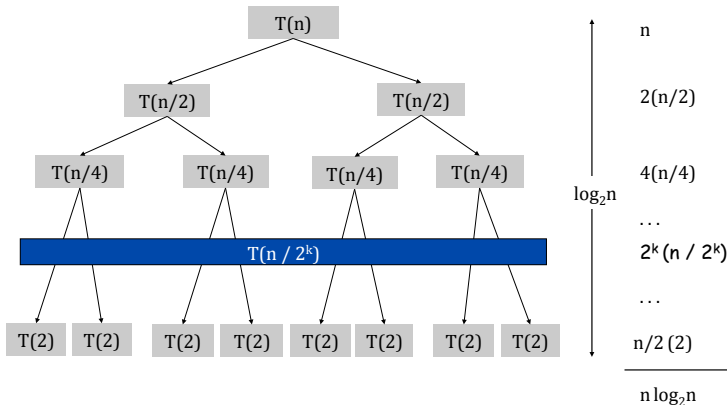 T(n) n
T(n/2) T(n/2) 2(n/2)
T(n/4) T(n/4) T(n/4) T(n/4) 4(n/4)
log₂n
...
T(n / 2ᵏ) 2ᵏ (n / 2ᵏ)
...
T(2) T(2) T(2) T(2) T(2) T(2) T(2) T(2) n/2 (2)
n log₂n